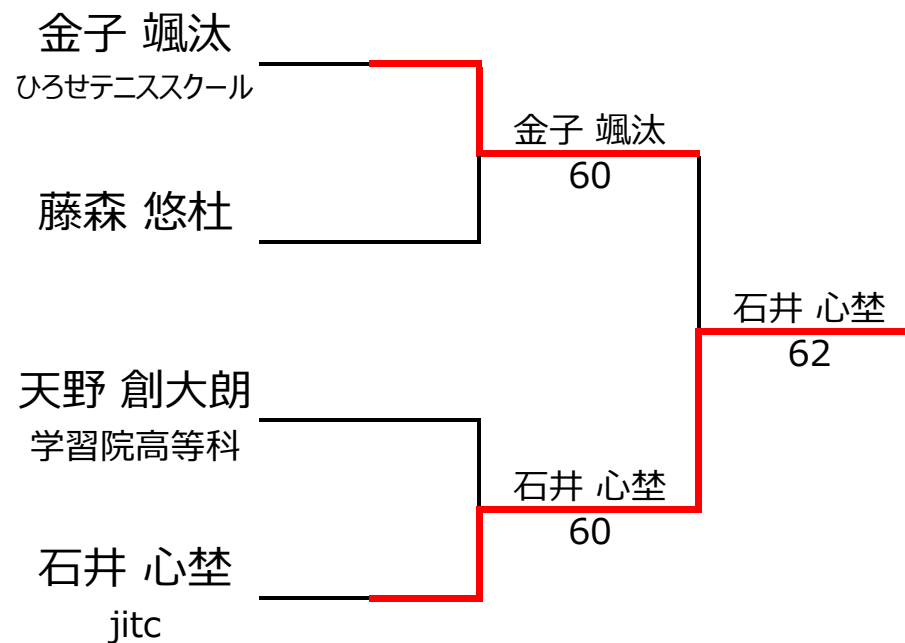 金子 颯汰
ひろせテニススクール
金子 颯汰
60
藤森 悠杜
石井 心埜
62
天野 創大朗
学習院高等科
石井 心埜
60
石井 心埜
jitc